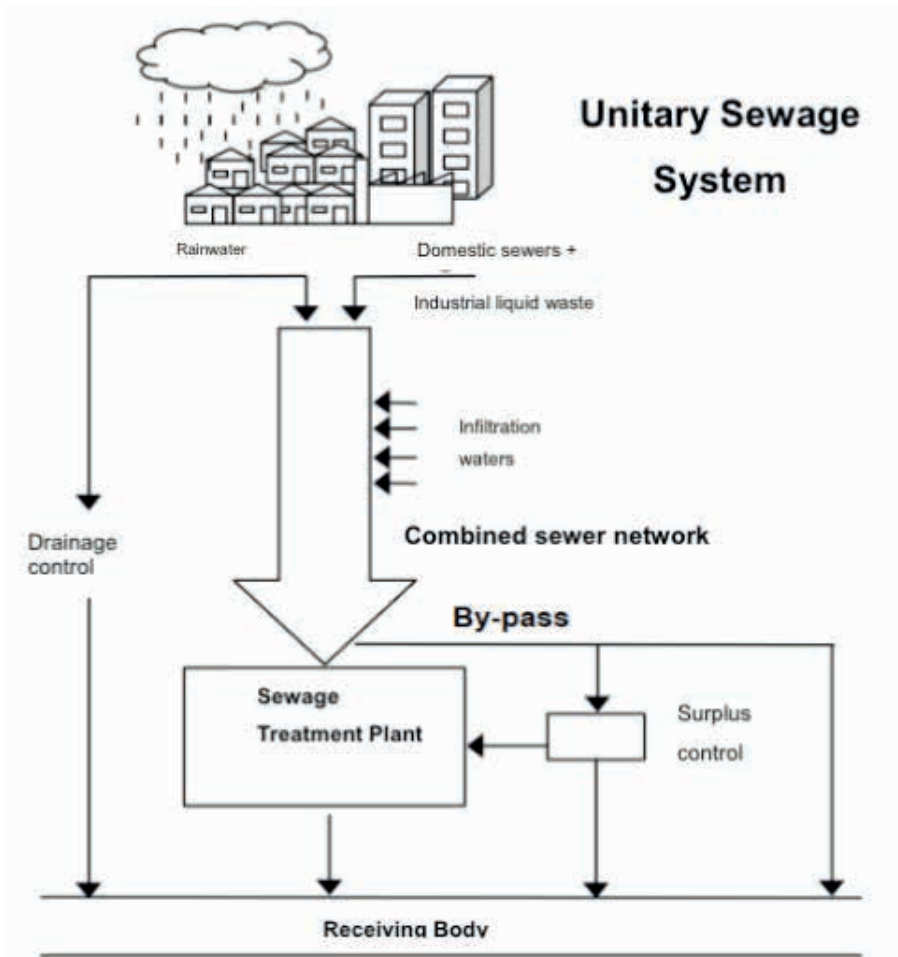 Unitary Sewage
System
Rainwater
Domestic sewers +
Industrial liquid waste
Infiltration
waters
Drainage
control
Combined sewer network
By-pass
Sewage
Treatment Plant
Surplus
control
Receiving Body